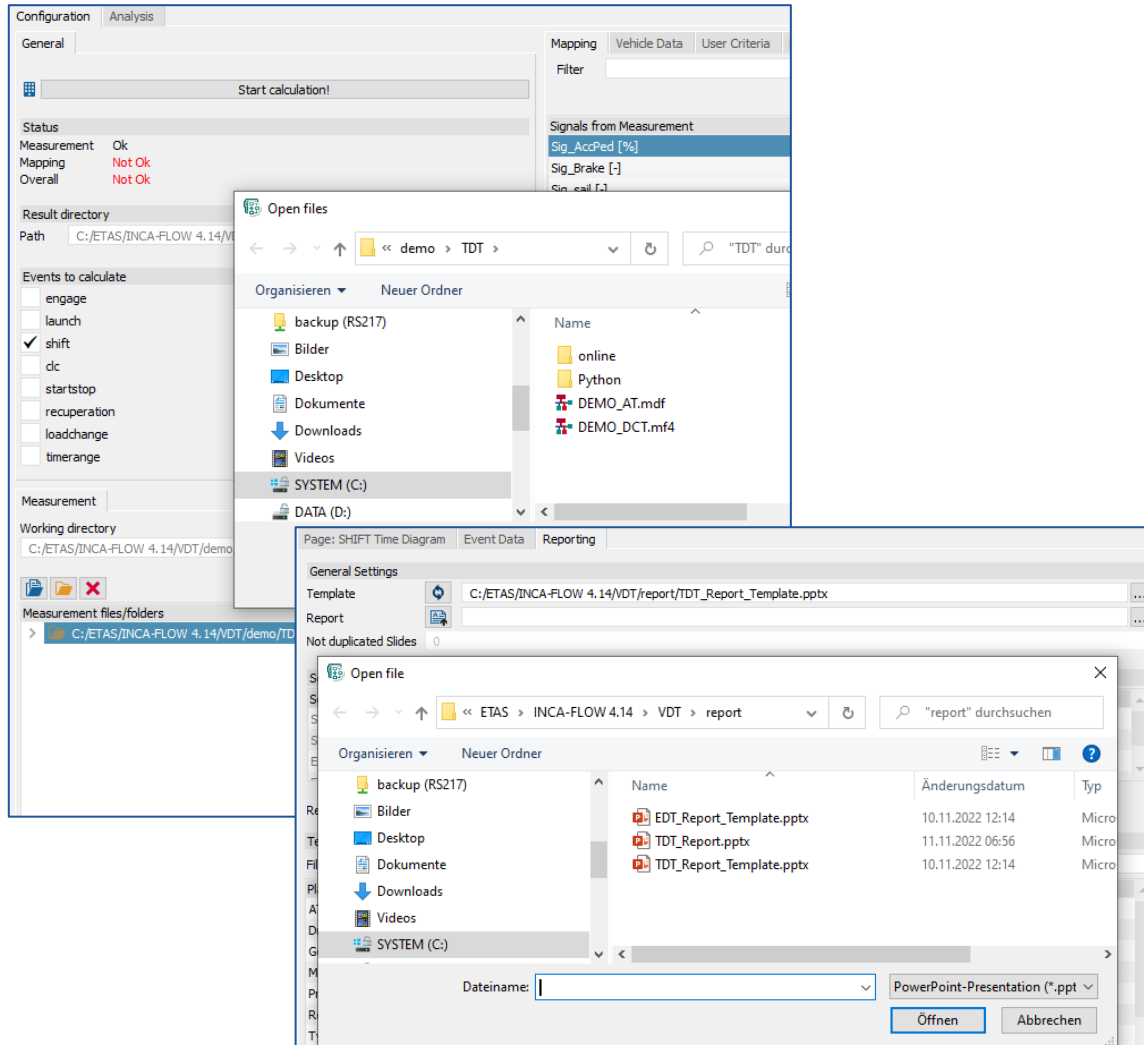 Configuration Analysis
General
Start calculation!
Status
Measurement Ok
Mapping Not Ok
Overall Not Ok
Result directory
Path C:/ETAS/INCA-FLOW 4.14/
Events to calculate
engage
launch
shift
clc
startstop
recuperation
loadchange
timerange
Measurement
Working directory
C:/ETAS/INCA-FLOW 4.14/VDT/demo
Measurement files/folders
C:/ETAS/INCA-FLOW 4.14/VDT/demo/TD
Mapping Vehicle Data User Criteria
Filter
Signals from Measurement
Sig_AccPed [%]
Sig_Brake [-]
Sig_sail [-]
Open files
« demo › TDT ›
"TDT" durc
Organisieren Neuer Ordner
backup (RS217)
Bilder
Desktop
Dokumente
Downloads
Videos
SYSTEM (C:)
DATA (D:)
Name
online
Python
DEMO_AT.mdf
DEMO_DCT.mf4
Page: SHIFT Time Diagram Event Data Reporting
General Settings
Template C:/ETAS/INCA-FLOW 4.14/VDT/report/TDT_Report_Template.pptx ...
Report ...
Not duplicated Slides 0
Open file
« ETAS › INCA-FLOW 4.14 › VDT › report
"report" durchsuchen
Organisieren Neuer Ordner
backup (RS217)
Bilder
Desktop
Dokumente
Downloads
Videos
SYSTEM (C:)
Name Änderungsdatum Typ
EDT_Report_Template.pptx 10.11.2022 12:14 Micro
TDT_Report.pptx 11.11.2022 06:56 Micro
TDT_Report_Template.pptx 10.11.2022 12:14 Micro
Dateiname: PowerPoint-Presentation (*.ppt
Öffnen Abbrechen